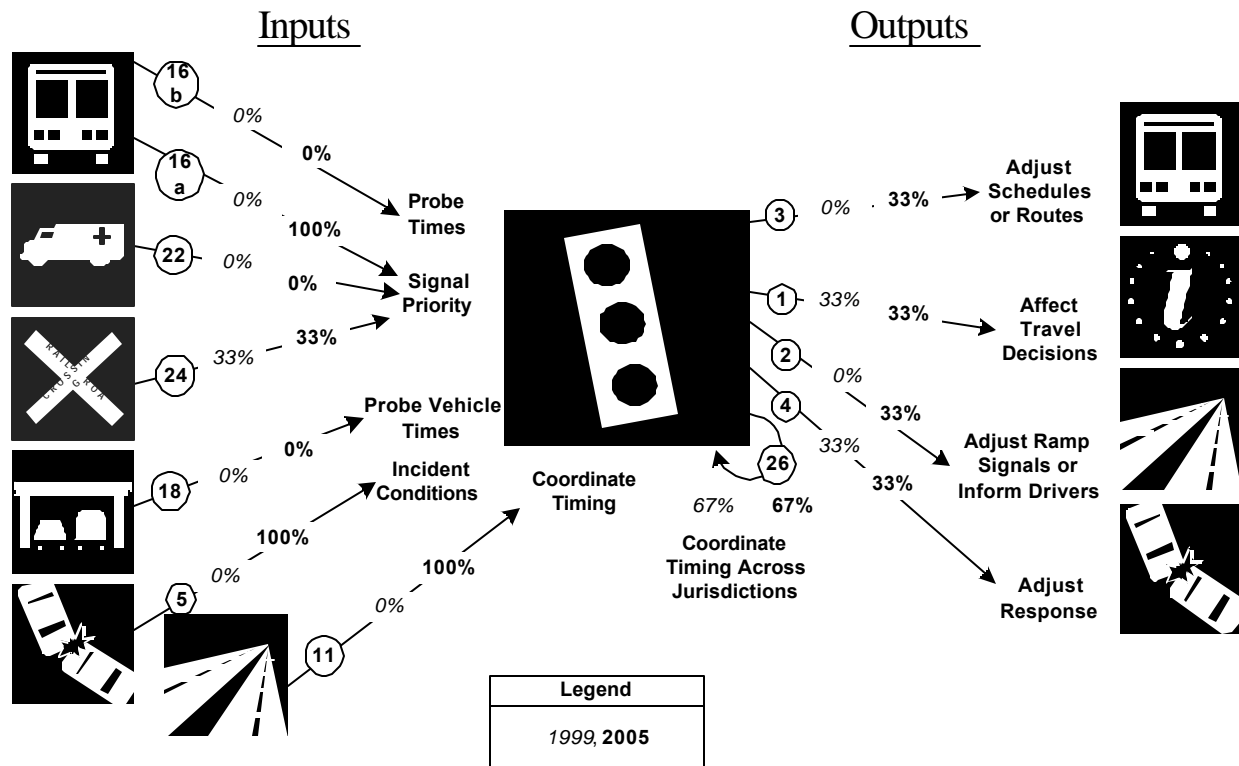 Inputs
Outputs
16
b
0%
0%
Probe
Times
16
a
0%
100%
22
0%
0%
Signal
Priority
RAILROAD
CROSSING
24
33%
33%
18
0%
0%
Probe Vehicle
Times
5
0%
100%
Incident
Conditions
11
0%
100%
Coordinate
Timing
3
0%
33%
Adjust
Schedules
or Routes
1
33%
33%
Affect
Travel
Decisions
2
0%
33%
Adjust Ramp
Signals or
Inform Drivers
4
33%
33%
Adjust
Response
26
67%
67%
Coordinate
Timing Across
Jurisdictions
i
Legend
1999, 2005